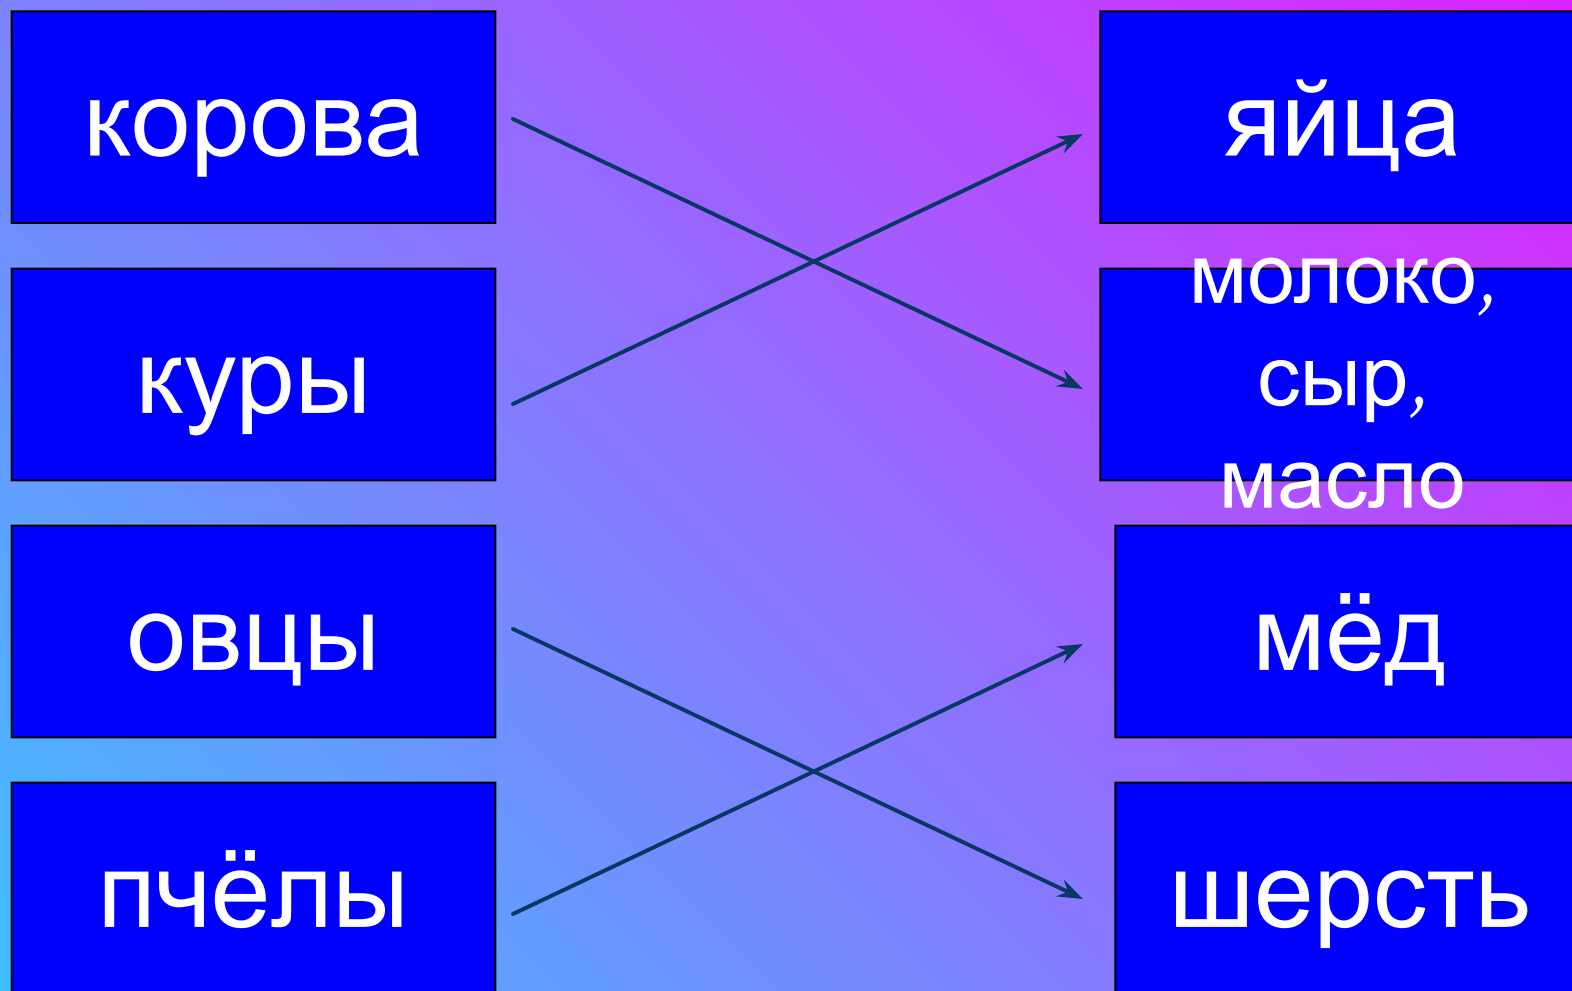 корова
яйца
куры
молоко,
сыр,
масло
овцы
мёд
пчёлы
шерсть